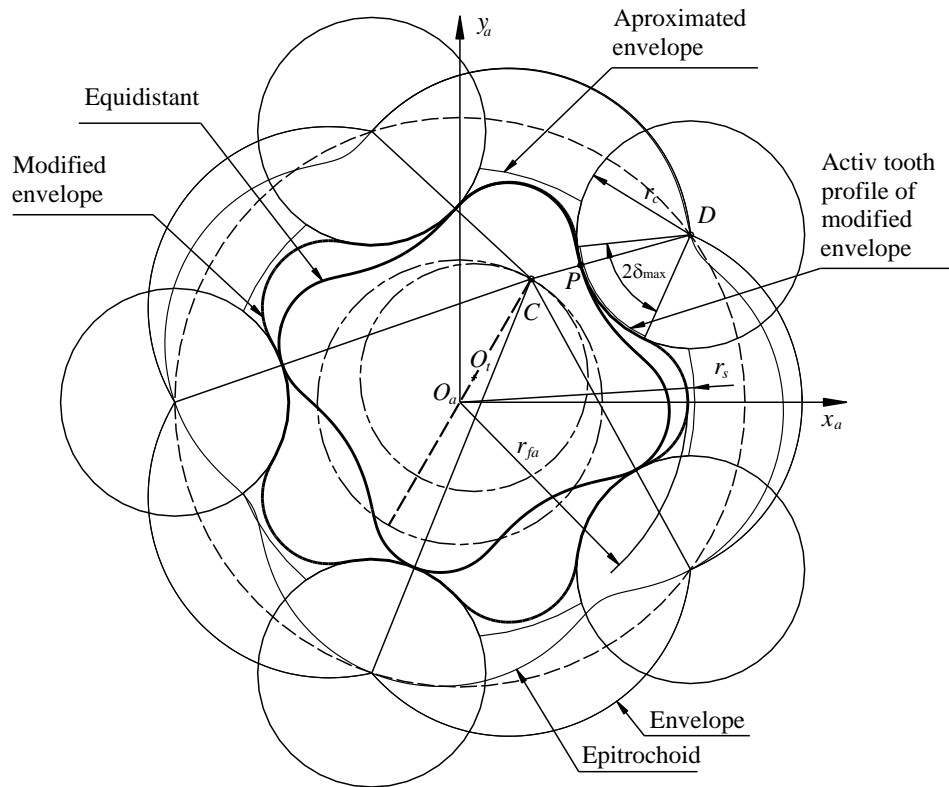 y_a
Aproximated
envelope
Equidistant
Modified
envelope
Activ tooth
profile of
modified
envelope
r_c
D
P
2δmax
C
O_t
r_s
O_a
x_a
r_fa
Envelope
Epitrochoid